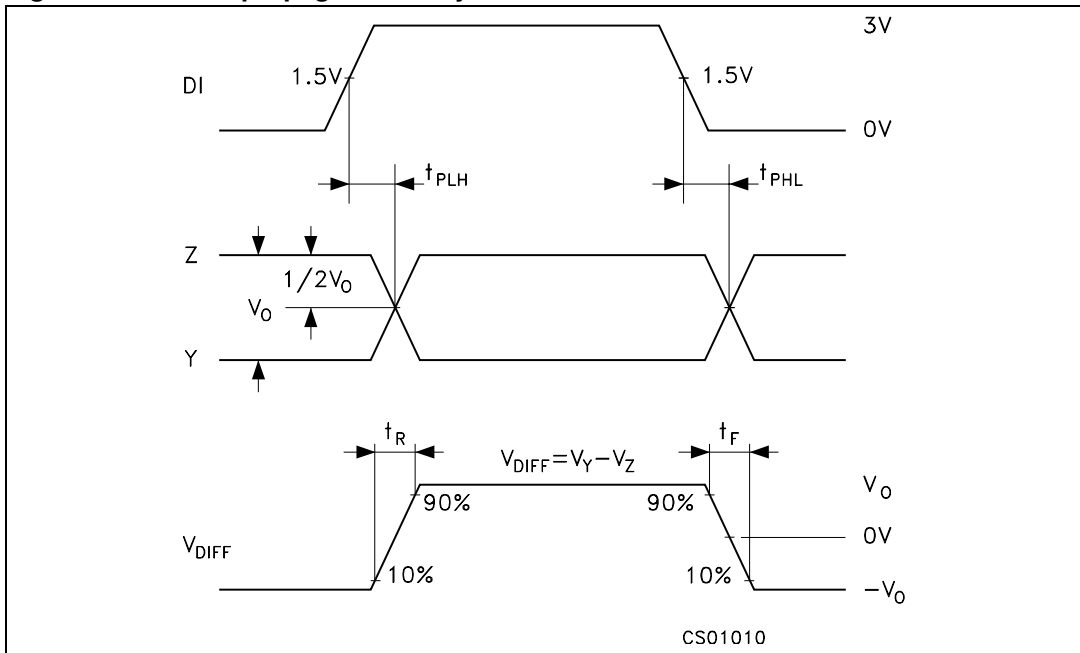 3V
DI
1.5V
1.5V
0V
tPLH
tPHL
Z
1/2VO
VO
Y
tR
tF
VDIFF=VY-VZ
VO
90%
90%
0V
VDIFF
10%
10%
-VO
CS01010